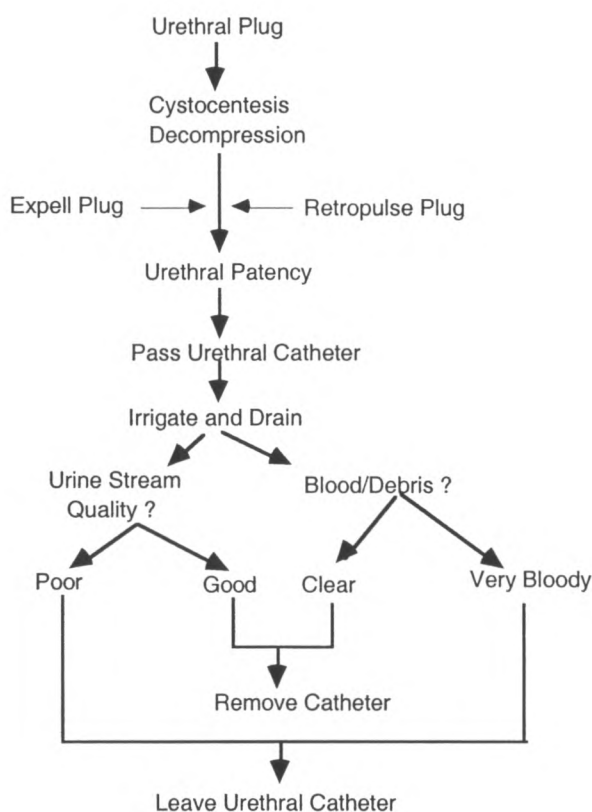 Urethral Plug
Cystocentesis
Decompression
Expell Plug
Retropulse Plug
Urethral Patency
Pass Urethral Catheter
Irrigate and Drain
Urine Stream
Quality ?
Blood/Debris ?
Poor
Good
Clear
Very Bloody
Remove Catheter
Leave Urethral Catheter